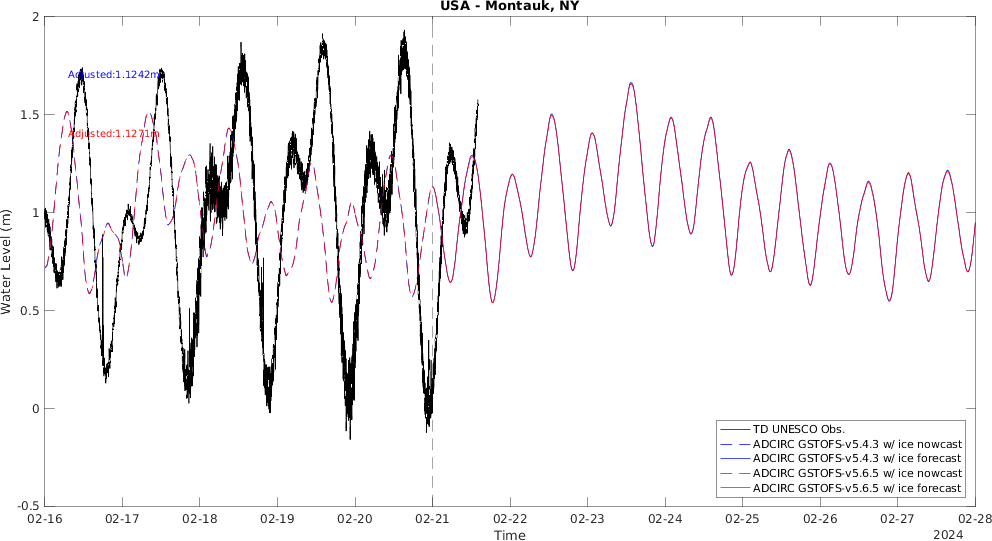 USA - Montauk, NY
2
Adjusted:1.1242m
1.5
Adjusted:1.1271m
1
Water Level (m)
0.5
0
-0.5
TD UNESCO Obs.
ADCIRC GSTOFS-v5.4.3 w/ ice nowcast
ADCIRC GSTOFS-v5.4.3 w/ ice forecast
ADCIRC GSTOFS-v5.6.5 w/ ice nowcast
ADCIRC GSTOFS-v5.6.5 w/ ice forecast
02-16 02-17 02-18 02-19 02-20 02-21 02-22 02-23 02-24 02-25 02-26 02-27 02-28
Time
2024